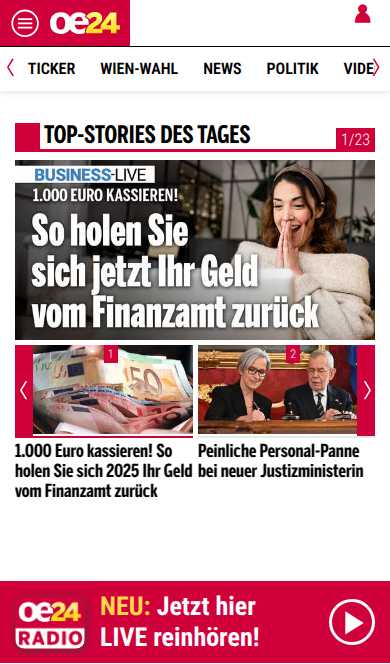 oe24
TICKER WIEN-WAHL NEWS POLITIK VIDE
TOP-STORIES DES TAGES
1/23
BUSINESS-LIVE
1.000 EURO KASSIEREN!
So holen Sie
sich jetzt Ihr Geld
vom Finanzamt zurück
1
2
50
1.000 Euro kassieren! So
holen Sie sich 2025 Ihr Geld
vom Finanzamt zurück
Peinliche Personal-Panne
bei neuer Justizministerin
oe24
RADIO
NEU: Jetzt hier
LIVE reinhören!